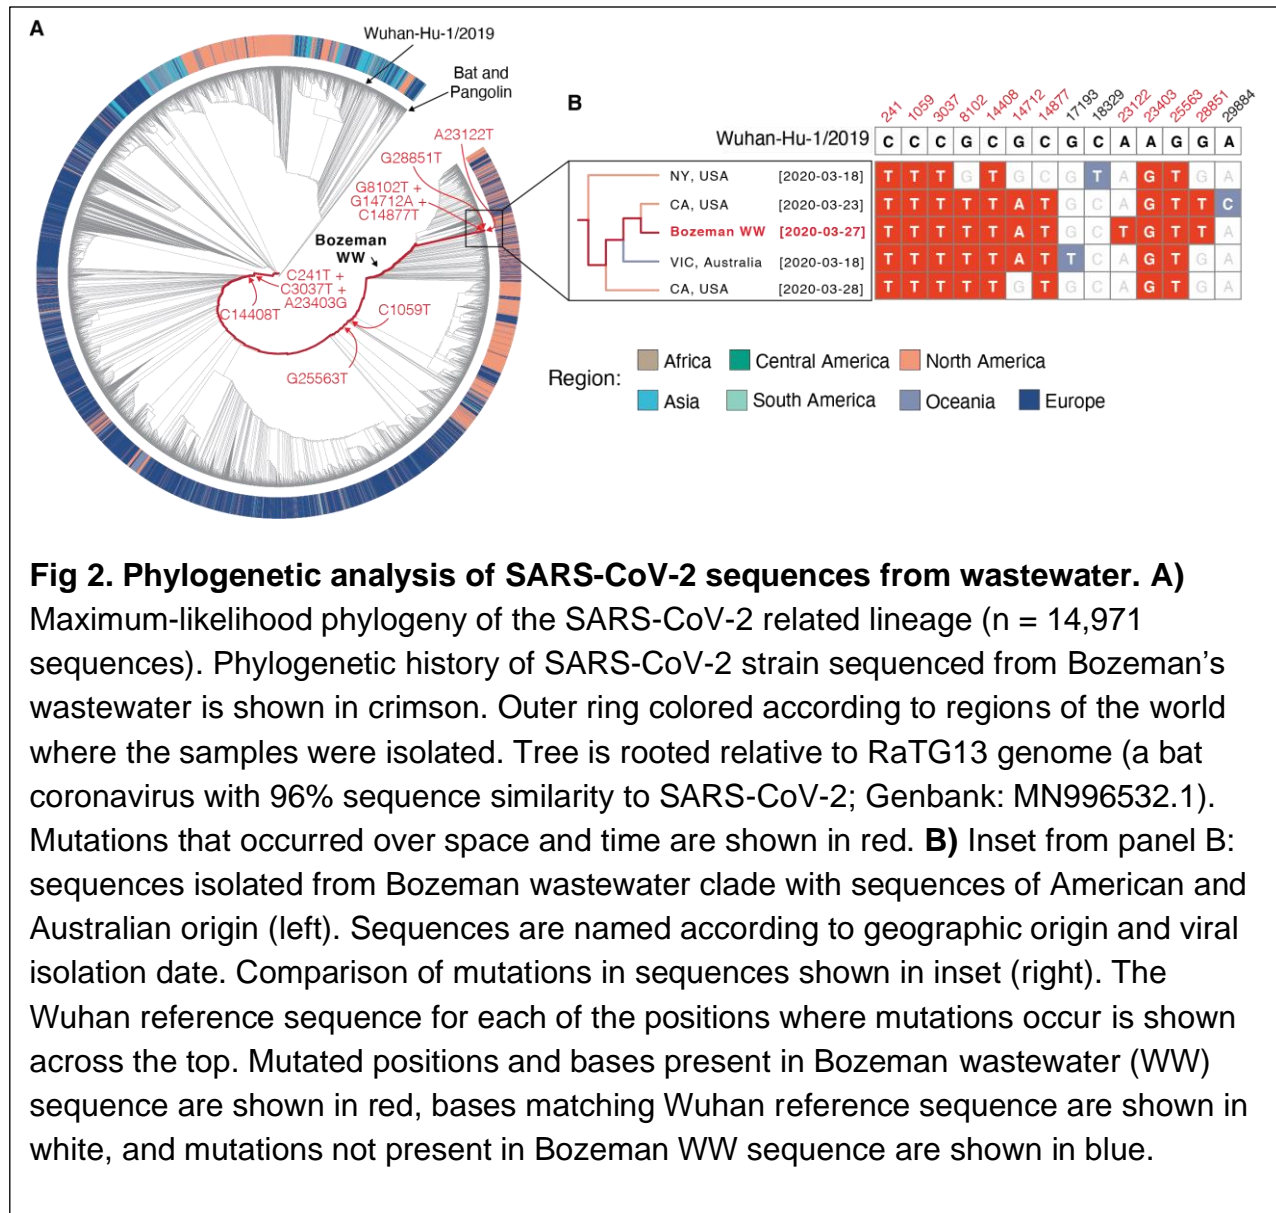 A
Wuhan-Hu-1/2019
Bat and
Pangolin
A23122T
G28851T
G8102T +
G14712A +
C14877T
Bozeman
WW
C241T +
C3037T +
A23403G
C14408T
C1059T
G25563T
B
241 1059 3037 8102 14408 14712 14877 17193 18329 23122 23403 25563 28851 29884
Wuhan-Hu-1/2019 C C C G C G C G C A A G G A
NY, USA [2020-03-18] T T T G T G C G T A G T G A
CA, USA [2020-03-23] T T T T T A T G C A G T T C
Bozeman WW [2020-03-27] T T T T T A T G C T G T T A
VIC, Australia [2020-03-18] T T T T T A T T C A G T G A
CA, USA [2020-03-28] T T T T T G T G C A G T G A
Region:
Africa Central America North America
Asia South America Oceania Europe
Fig 2. Phylogenetic analysis of SARS-CoV-2 sequences from wastewater. A)
Maximum-likelihood phylogeny of the SARS-CoV-2 related lineage (n = 14,971
sequences). Phylogenetic history of SARS-CoV-2 strain sequenced from Bozeman’s
wastewater is shown in crimson. Outer ring colored according to regions of the world
where the samples were isolated. Tree is rooted relative to RaTG13 genome (a bat
coronavirus with 96% sequence similarity to SARS-CoV-2; Genbank: MN996532.1).
Mutations that occurred over space and time are shown in red. B) Inset from panel B:
sequences isolated from Bozeman wastewater clade with sequences of American and
Australian origin (left). Sequences are named according to geographic origin and viral
isolation date. Comparison of mutations in sequences shown in inset (right). The
Wuhan reference sequence for each of the positions where mutations occur is shown
across the top. Mutated positions and bases present in Bozeman wastewater (WW)
sequence are shown in red, bases matching Wuhan reference sequence are shown in
white, and mutations not present in Bozeman WW sequence are shown in blue.